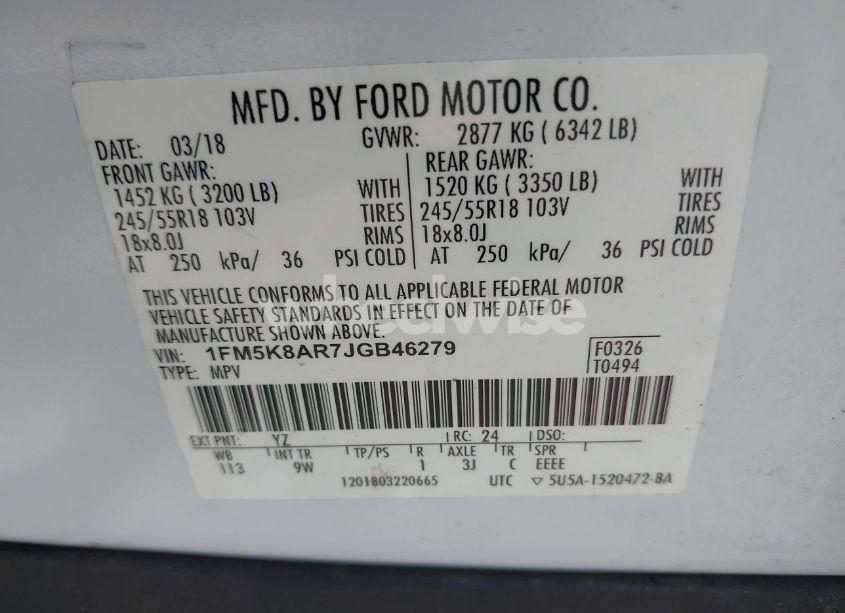 MFD. BY FORD MOTOR CO.
DATE: 03/18 GVWR: 2877 KG ( 6342 LB)
FRONT GAWR: REAR GAWR:
1452 KG ( 3200 LB) WITH 1520 KG ( 3350 LB) WITH
245/55R18 103V TIRES 245/55R18 103V TIRES
18x8.0J RIMS 18x8.0J RIMS
AT 250 kPa/ 36 PSI COLD AT 250 kPa/ 36 PSI COLD
THIS VEHICLE CONFORMS TO ALL APPLICABLE FEDERAL MOTOR
VEHICLE SAFETY STANDARDS IN EFFECT ON THE DATE OF
MANUFACTURE SHOWN ABOVE.
VIN: 1FM5K8AR7JGB46279 F0326
TYPE: MPV T0494
EXT PNT: YZ RC: 24 DSO:
WB INT TR TP/PS R AXLE TR SPR
113 9W 1 3J C EEEE
1201803220665 UTC ▽ 5U5A-1520472-BA